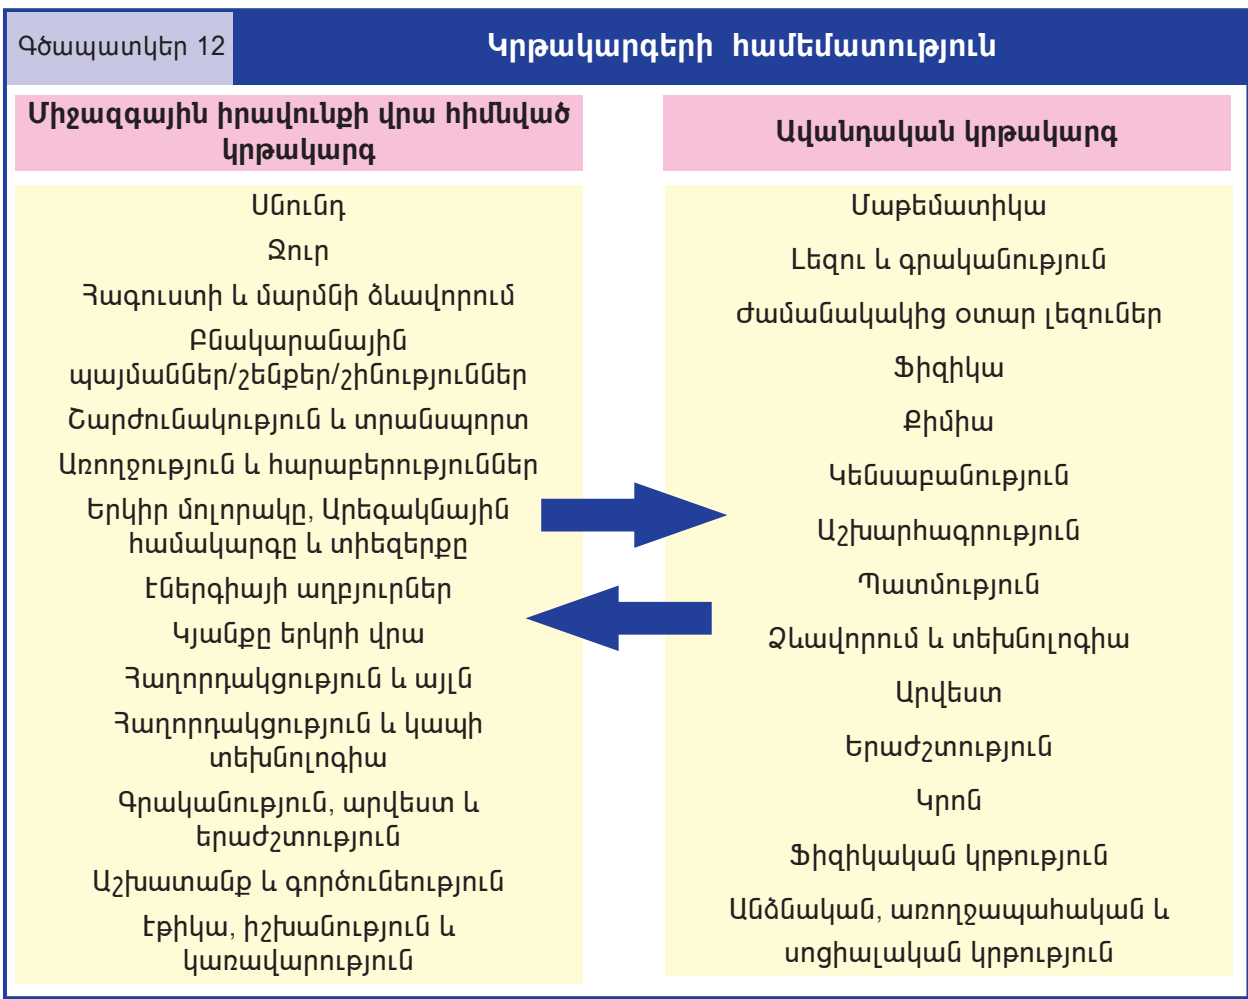 Գծապատկեր 12
Կրթակարգերի համեմատություն
Միջազգային իրավունքի վրա հիմնված
կրթակարգ
Սնունդ
Ջուր
Հագուստի և մարմնի ձևավորում
Բնակարանային
պայմաններ/շենքեր/շինություններ
Շարժունակություն և տրանսպորտ
Առողջություն և հարաբերություններ
Երկիր մոլորակը, Արեգակնային
համակարգը և տիեզերքը
Էներգիայի աղբյուրներ
Կյանքը երկրի վրա
Հաղորդակցություն և այլն
Հաղորդակցություն և կապի
տեխնոլոգիա
Գրականություն, արվեստ և
երաժշտություն
Աշխատանք և գործունեություն
Էթիկա, իշխանություն և
կառավարություն
Ավանդական կրթակարգ
Մաթեմատիկա
Լեզու և գրականություն
Ժամանակակից օտար լեզուներ
Ֆիզիկա
Քիմիա
Կենսաբանություն
Աշխարհագրություն
Պատմություն
Ձևավորում և տեխնոլոգիա
Արվեստ
Երաժշտություն
Կրոն
Ֆիզիկական կրթություն
Անձնական, առողջապահական և
սոցիալական կրթություն